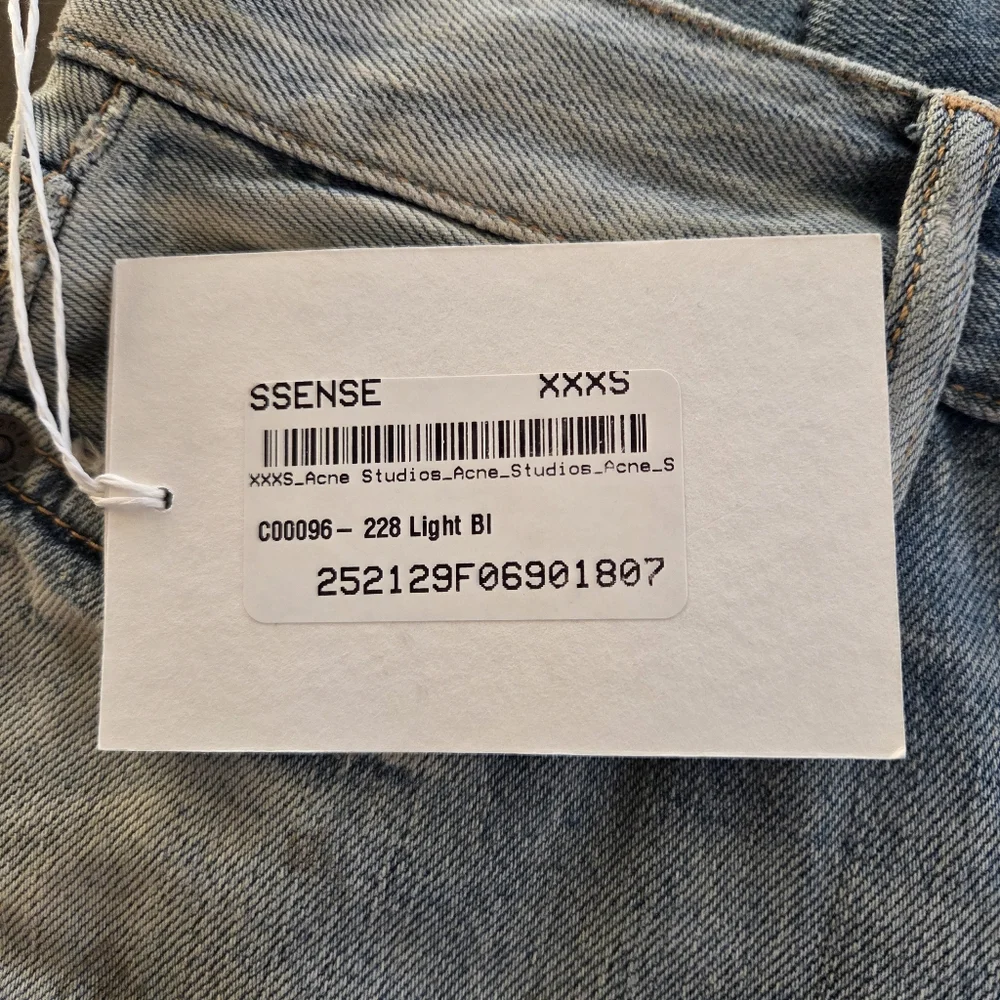 SSENSE XXXS
XXXS_Acne Studios_Acne_Studios_Acne_S
C00096– 228 Light Bl
252129F06901807